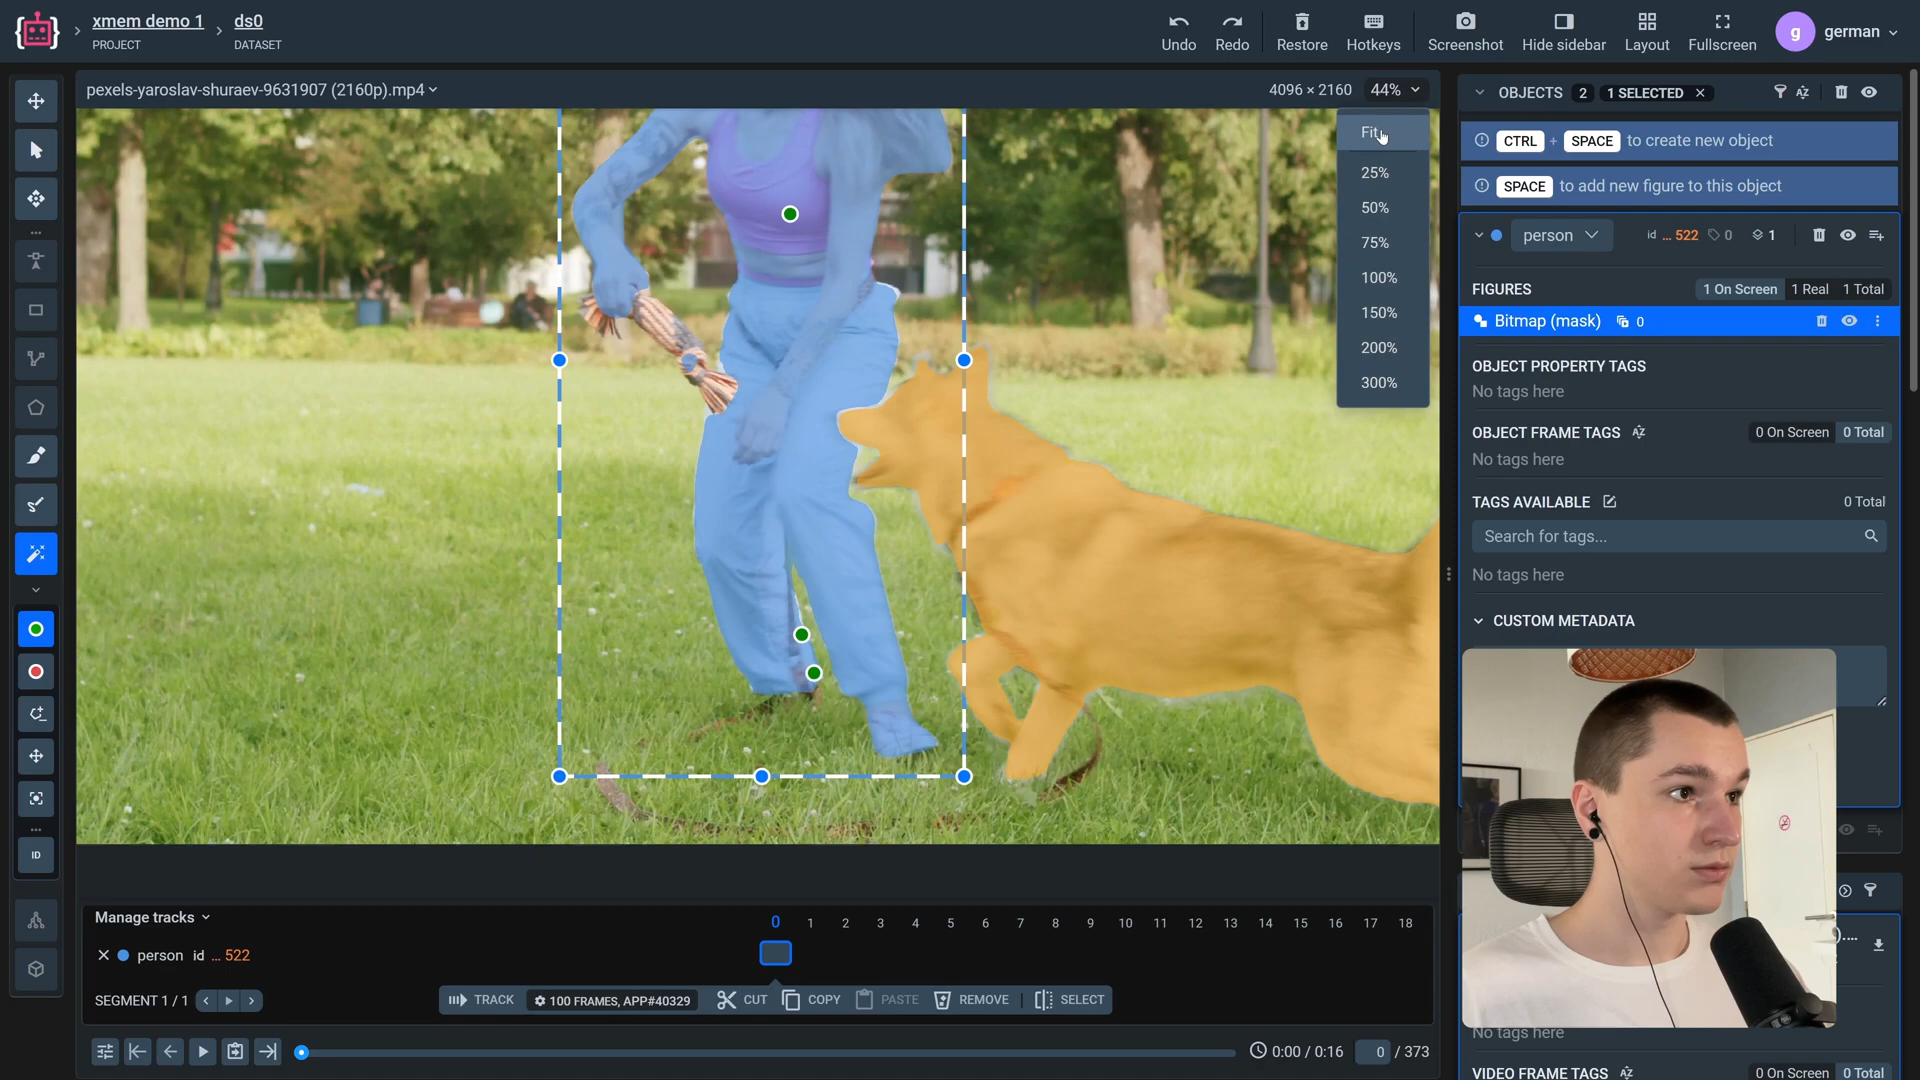 xmem demo 1
PROJECT
ds0
DATASET
Undo
Redo
Restore
Hotkeys
Screenshot
Hide sidebar
Layout
Fullscreen
g
german
pexels-yaroslav-shuraev-9631907 (2160p).mp4
4096 × 2160
44%
Fit
25%
50%
75%
100%
150%
200%
300%
OBJECTS 2 1 SELECTED
CTRL + SPACE to create new object
SPACE to add new figure to this object
person
id ... 522 0 1
FIGURES
1 On Screen 1 Real 1 Total
Bitmap (mask) 0
OBJECT PROPERTY TAGS
No tags here
OBJECT FRAME TAGS
0 On Screen 0 Total
No tags here
TAGS AVAILABLE
0 Total
Search for tags...
No tags here
CUSTOM METADATA
)....
No tags here
VIDEO FRAME TAGS
0 On Screen 0 Total
ID
Manage tracks
0 1 2 3 4 5 6 7 8 9 10 11 12 13 14 15 16 17 18
person id ... 522
SEGMENT 1 / 1
TRACK
100 FRAMES, APP#40329
CUT
COPY
PASTE
REMOVE
SELECT
0:00 / 0:16
0 / 373